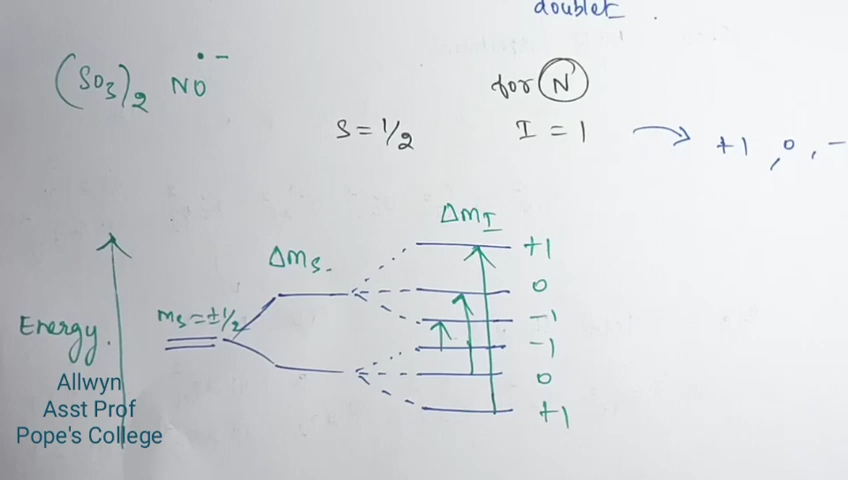 doublet .
(SO3)2 NO•–
for N
S = 1/2
I = 1 → +1, 0, –
ΔmI
ΔmS.
+1
0
mS = ±1/2
–1
Energy.
–1
0
+1
Allwyn
Asst Prof
Pope's College